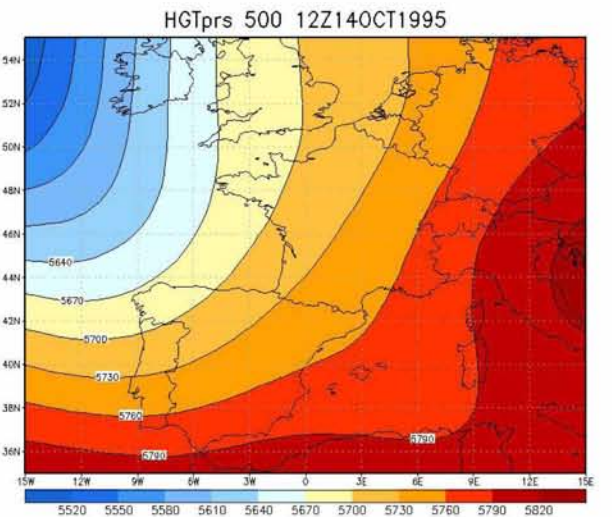 HGTprs 500 12Z14OCT1995
54N
52N
50N
48N
46N
44N
42N
40N
38N
36N
5640
5670
5700
5730
5760
5790
5790
15W 12W 9W 6W 3W 0 3E 6E 9E 12E 15E
5520 5550 5580 5610 5640 5670 5700 5730 5760 5790 5820